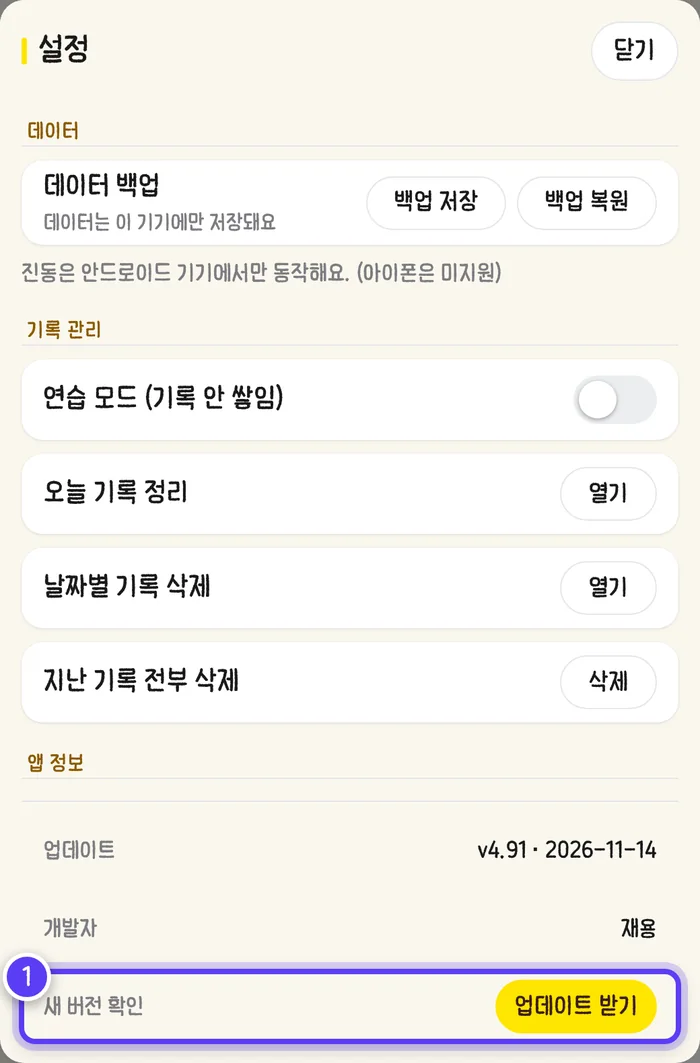 설정
닫기
데이터
데이터 백업
데이터는 이 기기에만 저장돼요
백업 저장
백업 복원
진동은 안드로이드 기기에서만 동작해요. (아이폰은 미지원)
기록 관리
연습 모드 (기록 안 쌓임)
오늘 기록 정리
열기
날짜별 기록 삭제
열기
지난 기록 전부 삭제
삭제
앱 정보
업데이트
v4.91 · 2026-11-14
개발자
재용
1
새 버전 확인
업데이트 받기